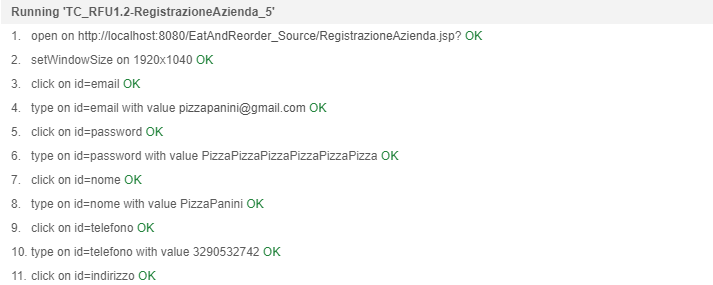 Running 'TC_RFU1.2-RegistrazioneAzienda_5'
1. open on http://localhost:8080/EatAndReorder_Source/RegistrazioneAzienda.jsp? OK
2. setWindowSize on 1920x1040 OK
3. click on id=email OK
4. type on id=email with value pizzapanini@gmail.com OK
5. click on id=password OK
6. type on id=password with value PizzaPizzaPizzaPizzaPizzaPizza OK
7. click on id=nome OK
8. type on id=nome with value PizzaPanini OK
9. click on id=telefono OK
10. type on id=telefono with value 3290532742 OK
11. click on id=indirizzo OK